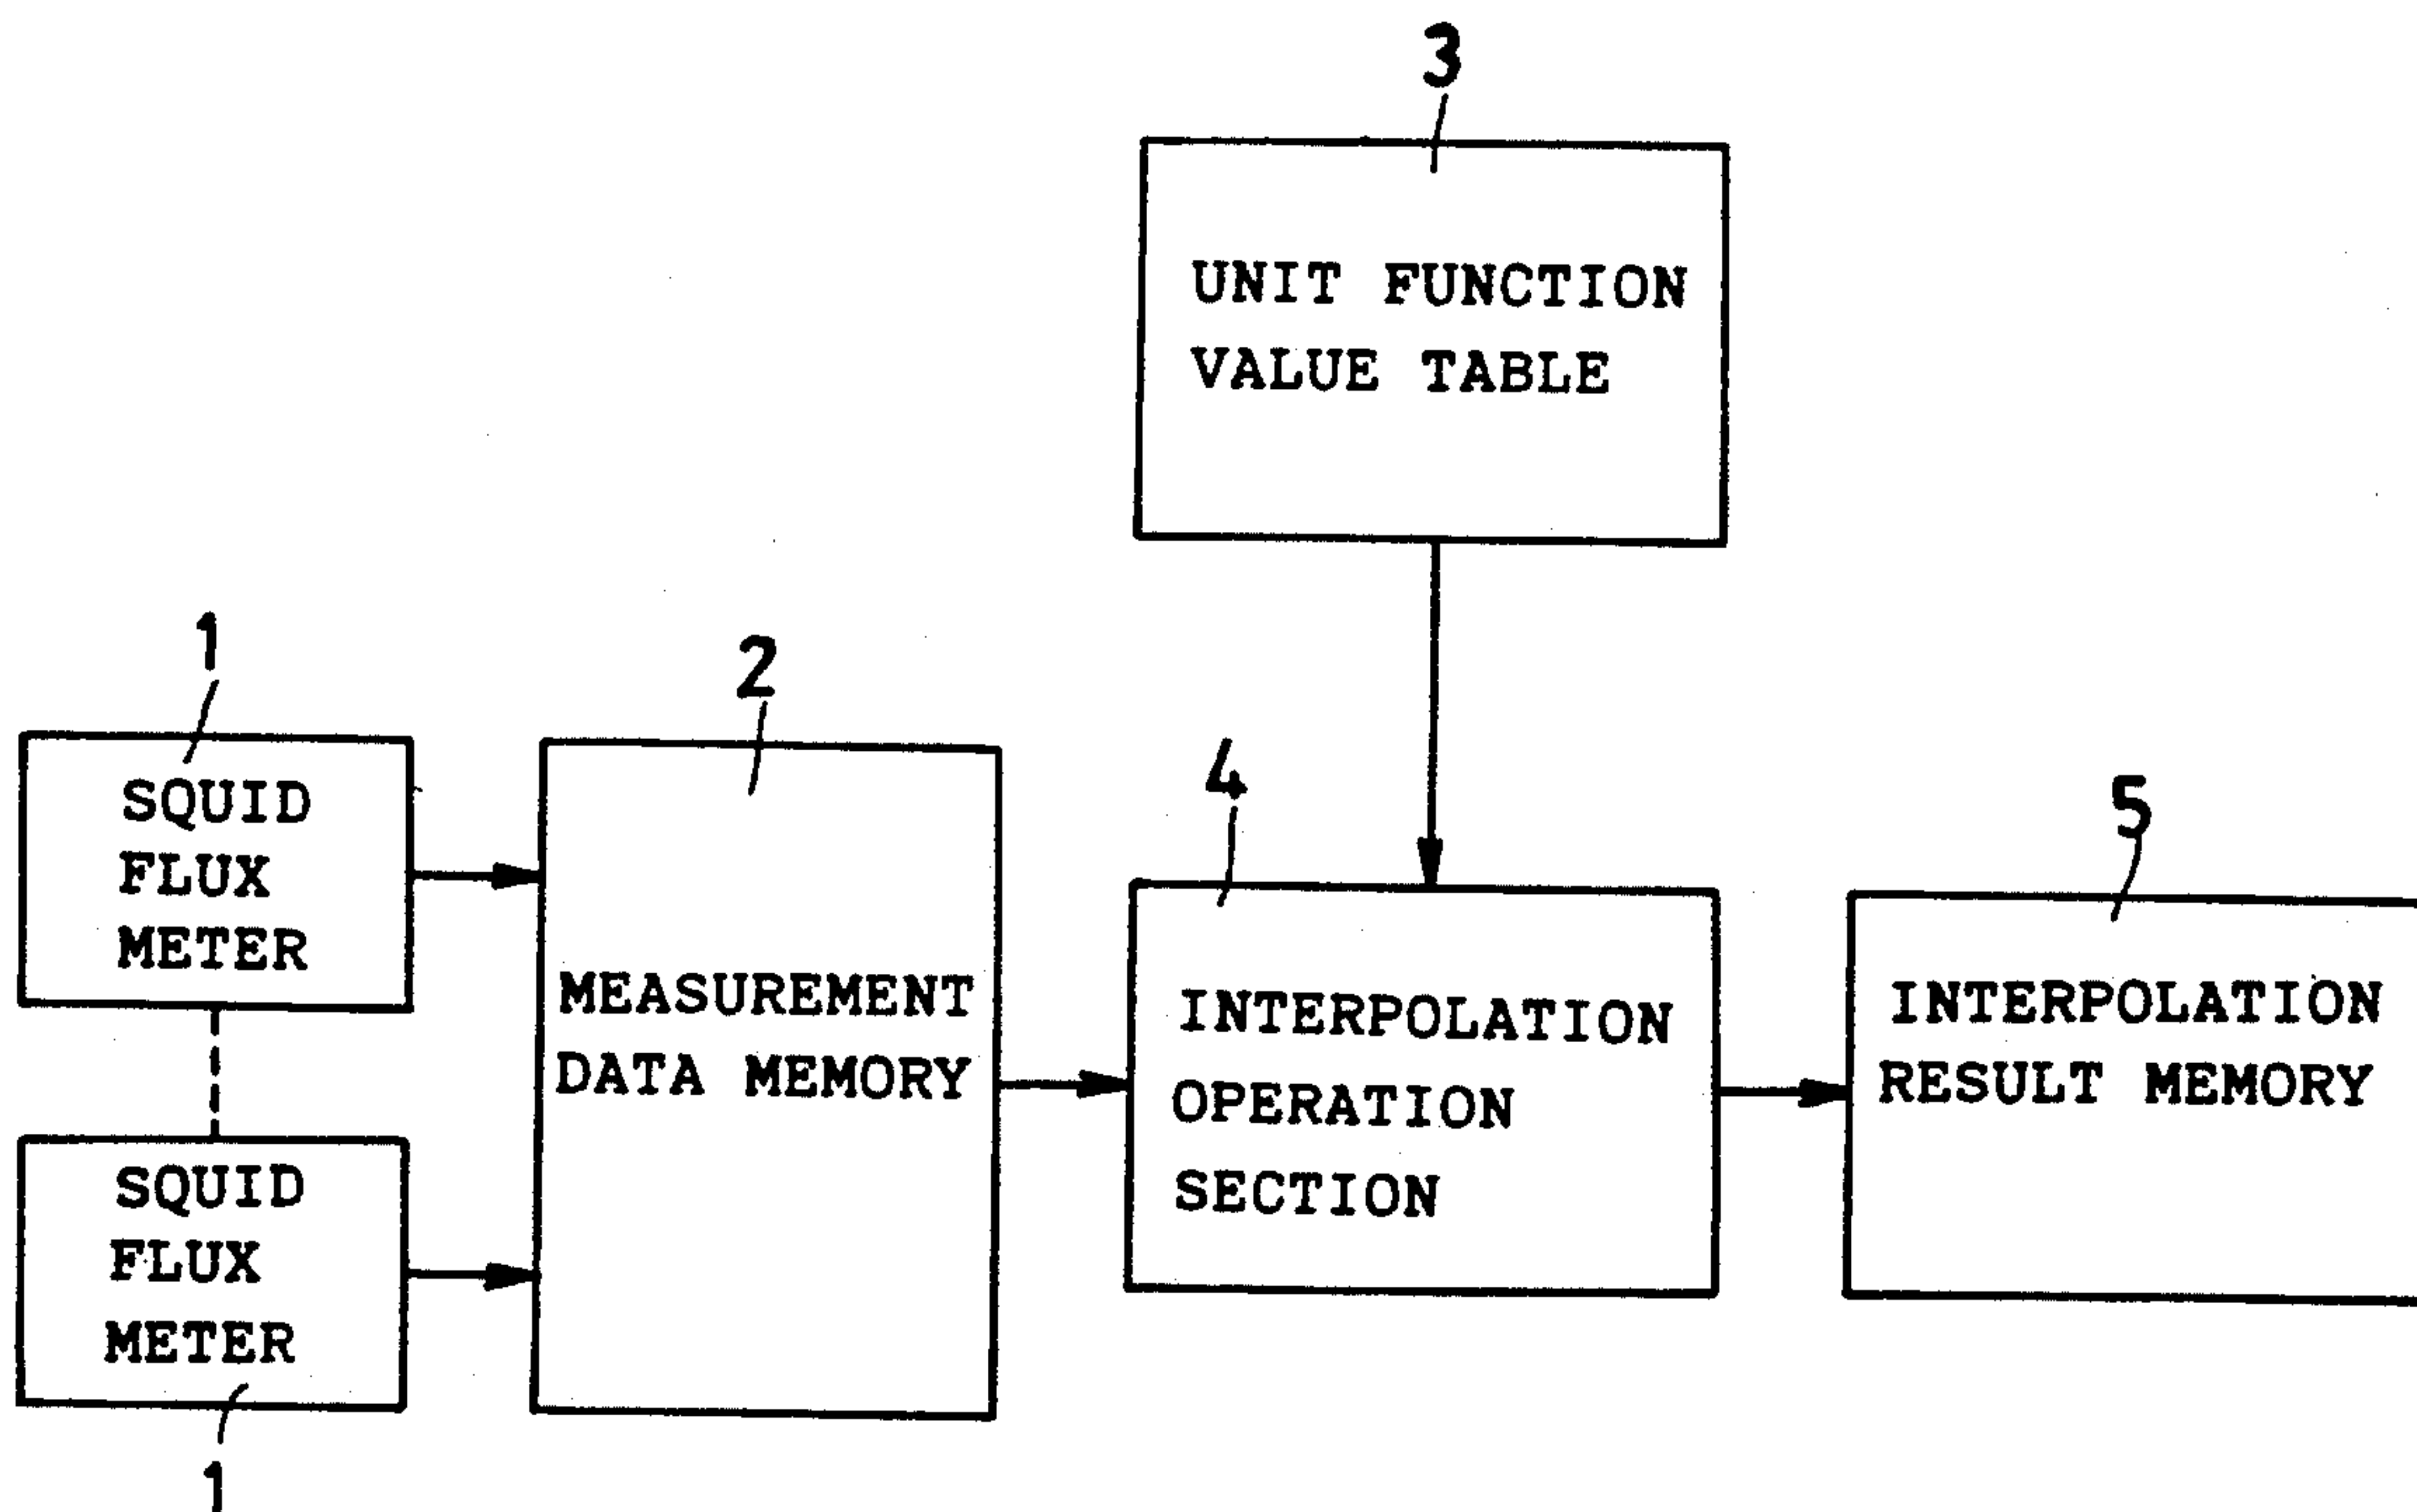 3
UNIT FUNCTION
VALUE TABLE
1
SQUID
FLUX
METER
2
MEASUREMENT
DATA MEMORY
4
INTERPOLATION
OPERATION
SECTION
5
INTERPOLATION
RESULT MEMORY
SQUID
FLUX
METER
1